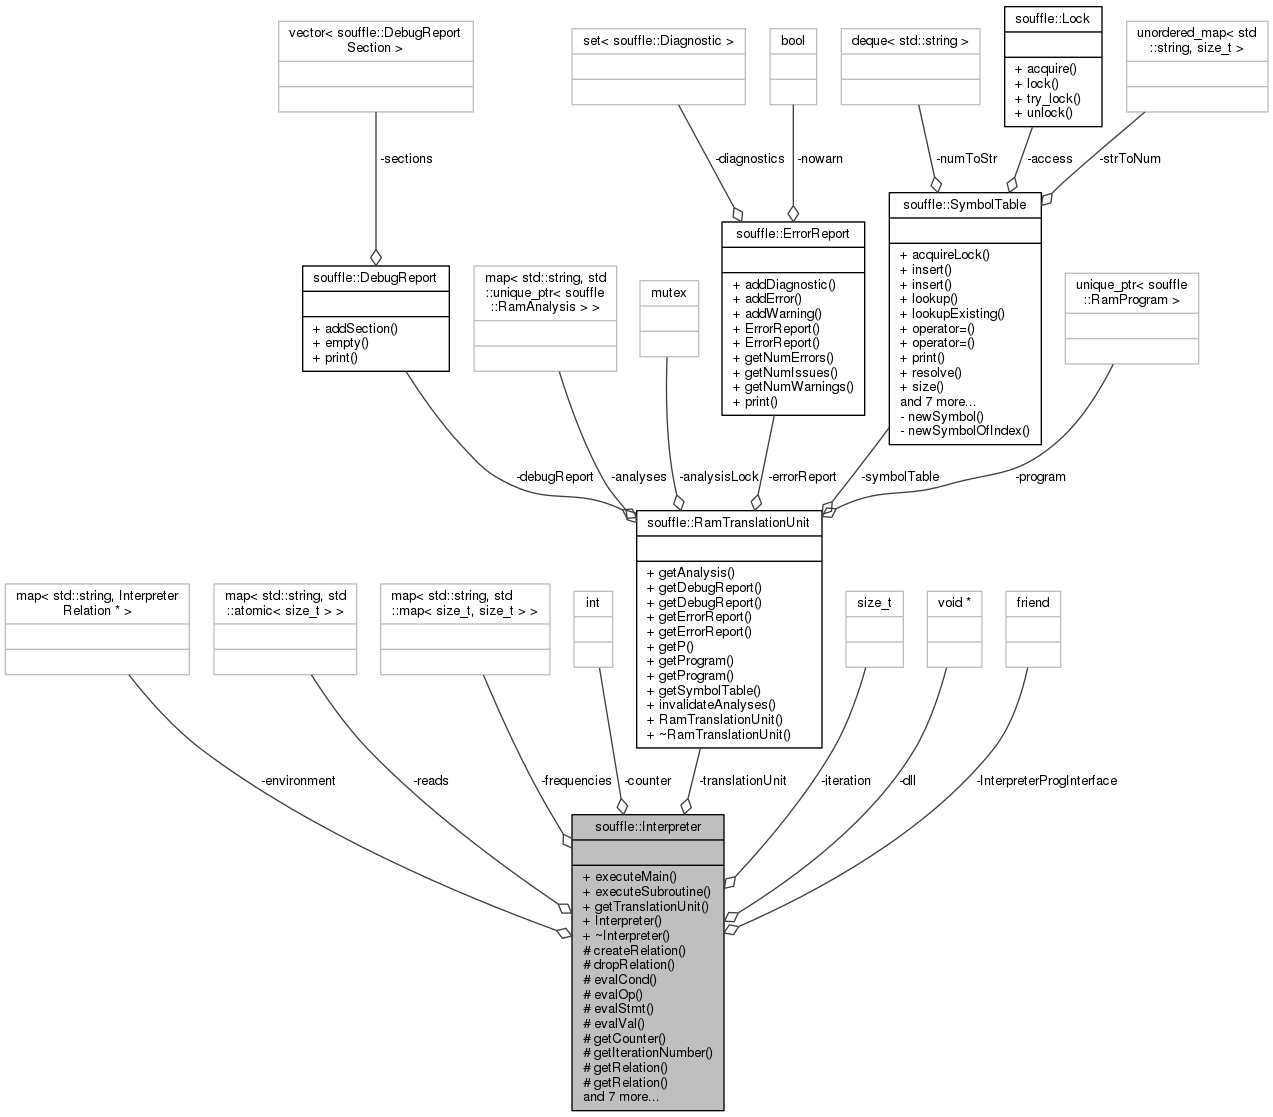 vector< souffle::DebugReport
Section >
set< souffle::Diagnostic >
bool
deque< std::string >
souffle::Lock
+ acquire()
+ lock()
+ try_lock()
+ unlock()
unordered_map< std
::string, size_t >
-sections
-diagnostics
-nowarn
-numToStr
-access
-strToNum
souffle::DebugReport
+ addSection()
+ empty()
+ print()
map< std::string, std
::unique_ptr< souffle
::RamAnalysis > >
mutex
souffle::ErrorReport
+ addDiagnostic()
+ addError()
+ addWarning()
+ ErrorReport()
+ ErrorReport()
+ getNumErrors()
+ getNumIssues()
+ getNumWarnings()
+ print()
souffle::SymbolTable
+ acquireLock()
+ insert()
+ insert()
+ lookup()
+ lookupExisting()
+ operator=()
+ operator=()
+ print()
+ resolve()
+ size()
and 7 more...
- newSymbol()
- newSymbolOfIndex()
unique_ptr< souffle
::RamProgram >
-debugReport
-analyses
-analysisLock
-errorReport
-symbolTable
-program
souffle::RamTranslationUnit
+ getAnalysis()
+ getDebugReport()
+ getDebugReport()
+ getErrorReport()
+ getErrorReport()
+ getP()
+ getProgram()
+ getProgram()
+ getSymbolTable()
+ invalidateAnalyses()
+ RamTranslationUnit()
+ ~RamTranslationUnit()
map< std::string, Interpreter
Relation * >
map< std::string, std
::atomic< size_t > >
map< std::string, std
::map< size_t, size_t > >
int
size_t
void *
friend
-environment
-reads
-frequencies
-counter
-translationUnit
-iteration
-dll
-InterpreterProgInterface
souffle::Interpreter
+ executeMain()
+ executeSubroutine()
+ getTranslationUnit()
+ Interpreter()
+ ~Interpreter()
# createRelation()
# dropRelation()
# evalCond()
# evalOp()
# evalStmt()
# evalVal()
# getCounter()
# getIterationNumber()
# getRelation()
# getRelation()
and 7 more...